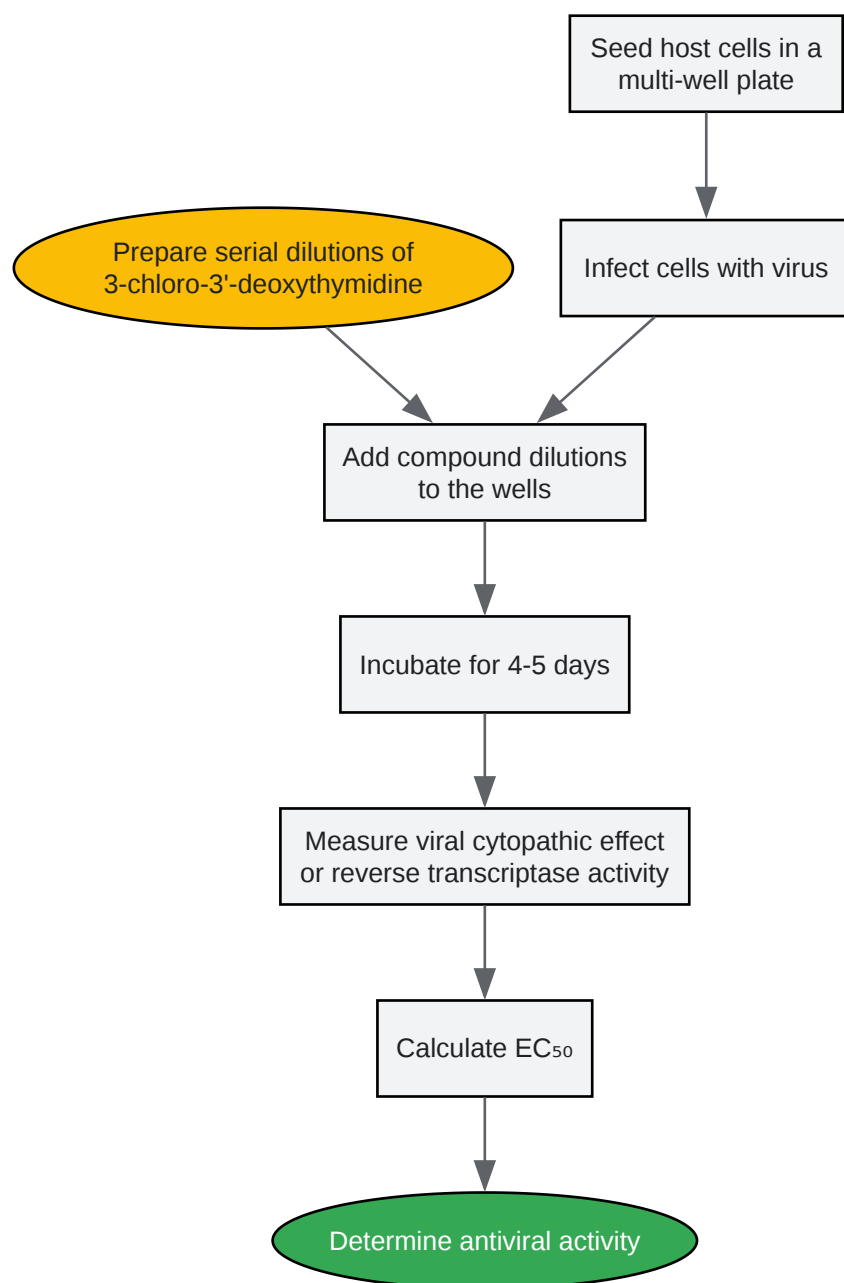 Seed host cells in a
multi-well plate
Prepare serial dilutions of
3-chloro-3'-deoxythymidine
Infect cells with virus
Add compound dilutions
to the wells
Incubate for 4-5 days
Measure viral cytopathic effect
or reverse transcriptase activity
Calculate EC₅₀
Determine antiviral activity